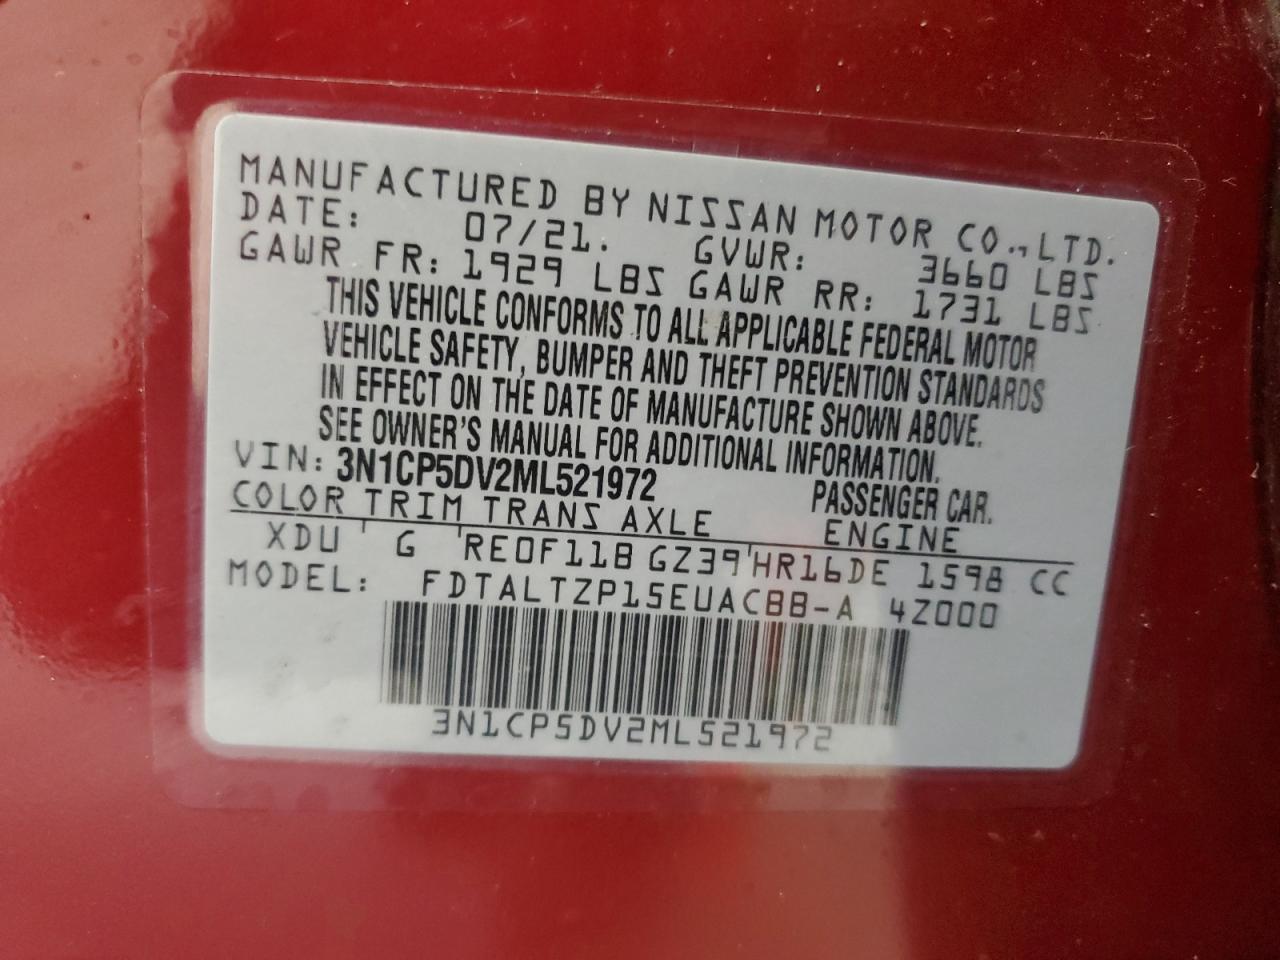 MANUFACTURED BY NISSAN MOTOR CO.,LTD.
DATE: 07/21. GVWR: 3660 LBS
GAWR FR: 1929 LBS GAWR RR: 1731 LBS
THIS VEHICLE CONFORMS TO ALL APPLICABLE FEDERAL MOTOR
VEHICLE SAFETY, BUMPER AND THEFT PREVENTION STANDARDS
IN EFFECT ON THE DATE OF MANUFACTURE SHOWN ABOVE.
SEE OWNER'S MANUAL FOR ADDITIONAL INFORMATION.
VIN: 3N1CP5DV2ML521972 PASSENGER CAR.
COLOR TRIM TRANS AXLE ENGINE
XDU G RE0F11B GZ39 HR16DE 1598 CC
MODEL: FDTALTZP15EUACBB-A 4Z000
3N1CP5DV2ML521972